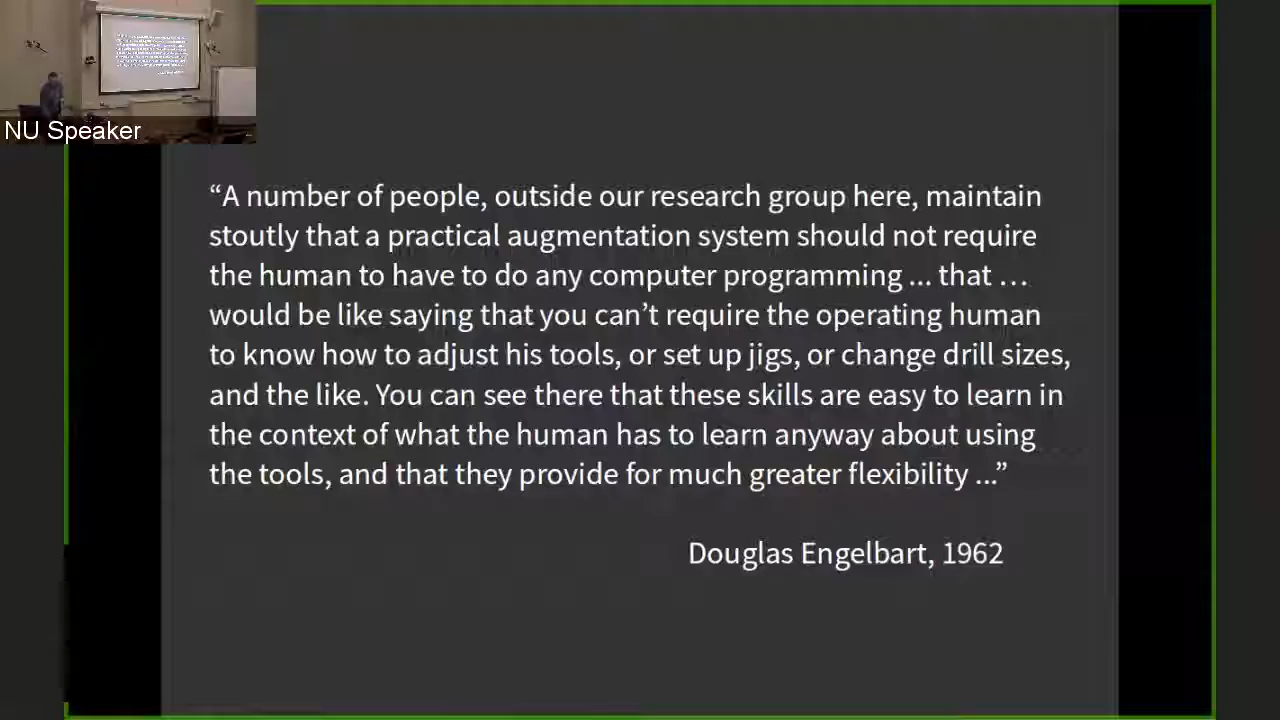 NU Speaker
“A number of people, outside our research group here, maintain
stoutly that a practical augmentation system should not require
the human to have to do any computer programming ... that …
would be like saying that you can’t require the operating human
to know how to adjust his tools, or set up jigs, or change drill sizes,
and the like. You can see there that these skills are easy to learn in
the context of what the human has to learn anyway about using
the tools, and that they provide for much greater flexibility ...”
Douglas Engelbart, 1962